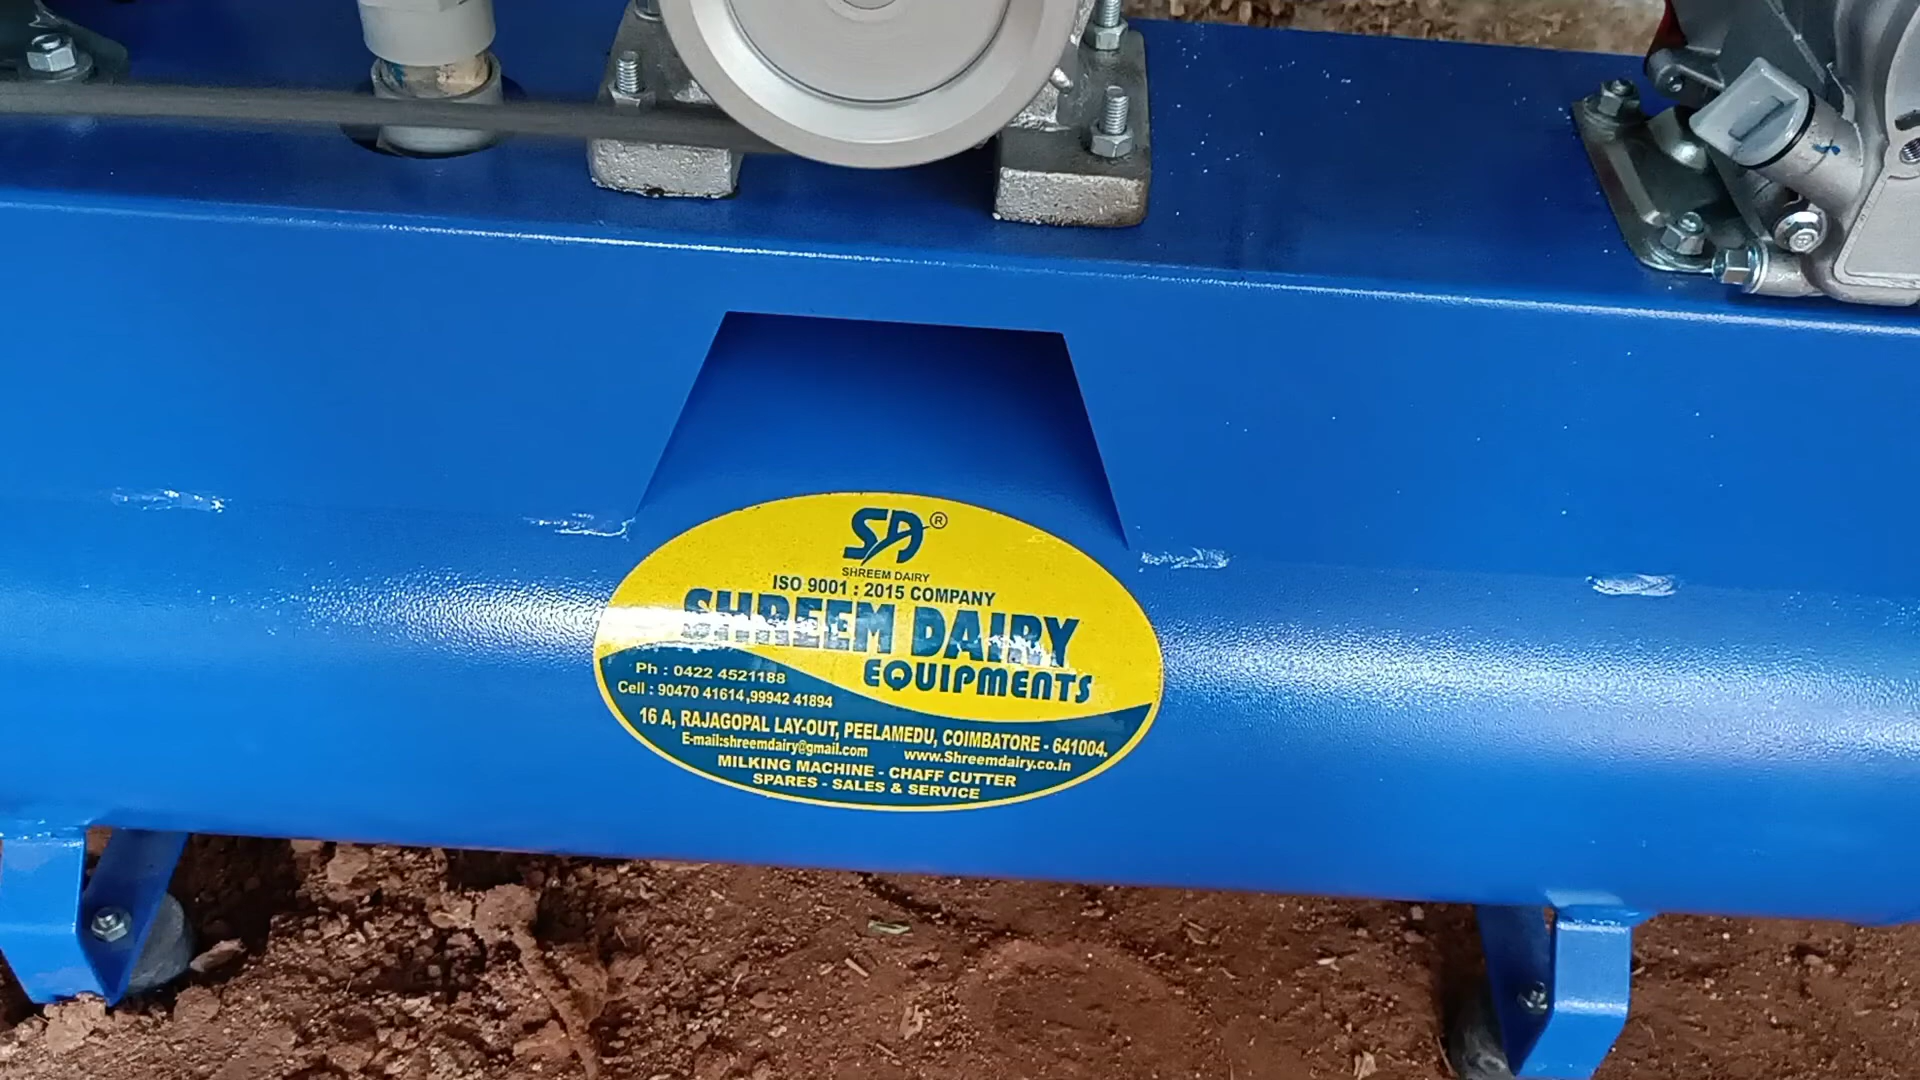 SD®
SHREEM DAIRY
ISO 9001 : 2015 COMPANY
SHREEM DAIRY
EQUIPMENTS
Ph : 0422 4521188
Cell : 90470 41614,99942 41894
16 A, RAJAGOPAL LAY-OUT, PEELAMEDU, COIMBATORE - 641004.
E-mail:shreemdairy@gmail.com www.Shreemdairy.co.in
MILKING MACHINE - CHAFF CUTTER
SPARES - SALES & SERVICE